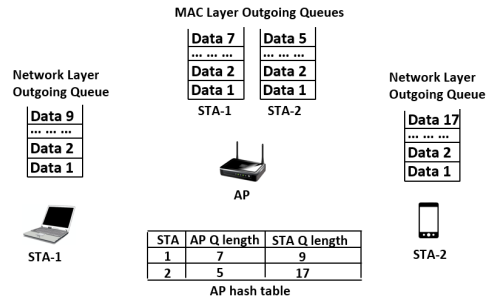 MAC Layer Outgoing Queues
Data 7
... ... ...
Data 2
Data 1
STA-1
Data 5
... ... ...
Data 2
Data 1
STA-2
Network Layer
Outgoing Queue
Data 9
... ... ...
Data 2
Data 1
STA-1
AP
Network Layer
Outgoing Queue
Data 17
... ... ...
Data 2
Data 1
STA-2
STA AP Q length STA Q length
1 7 9
2 5 17
AP hash table